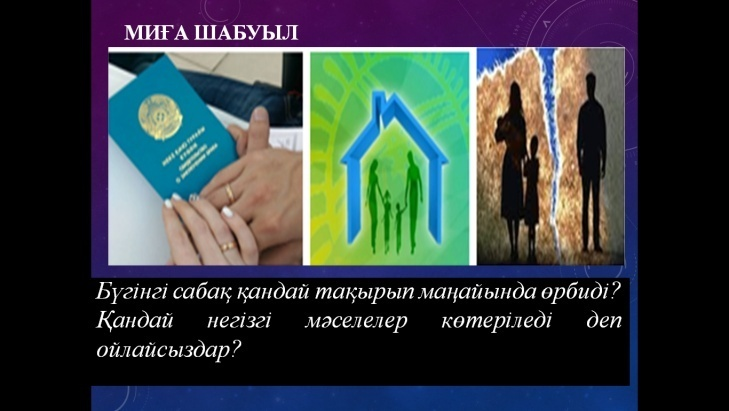 МИҒА ШАБУЫЛ
Бүгінгі сабақ қандай тақырып маңайында өрбиді?
Қандай негізгі мәселелер көтеріледі деп
ойлайсыздар?